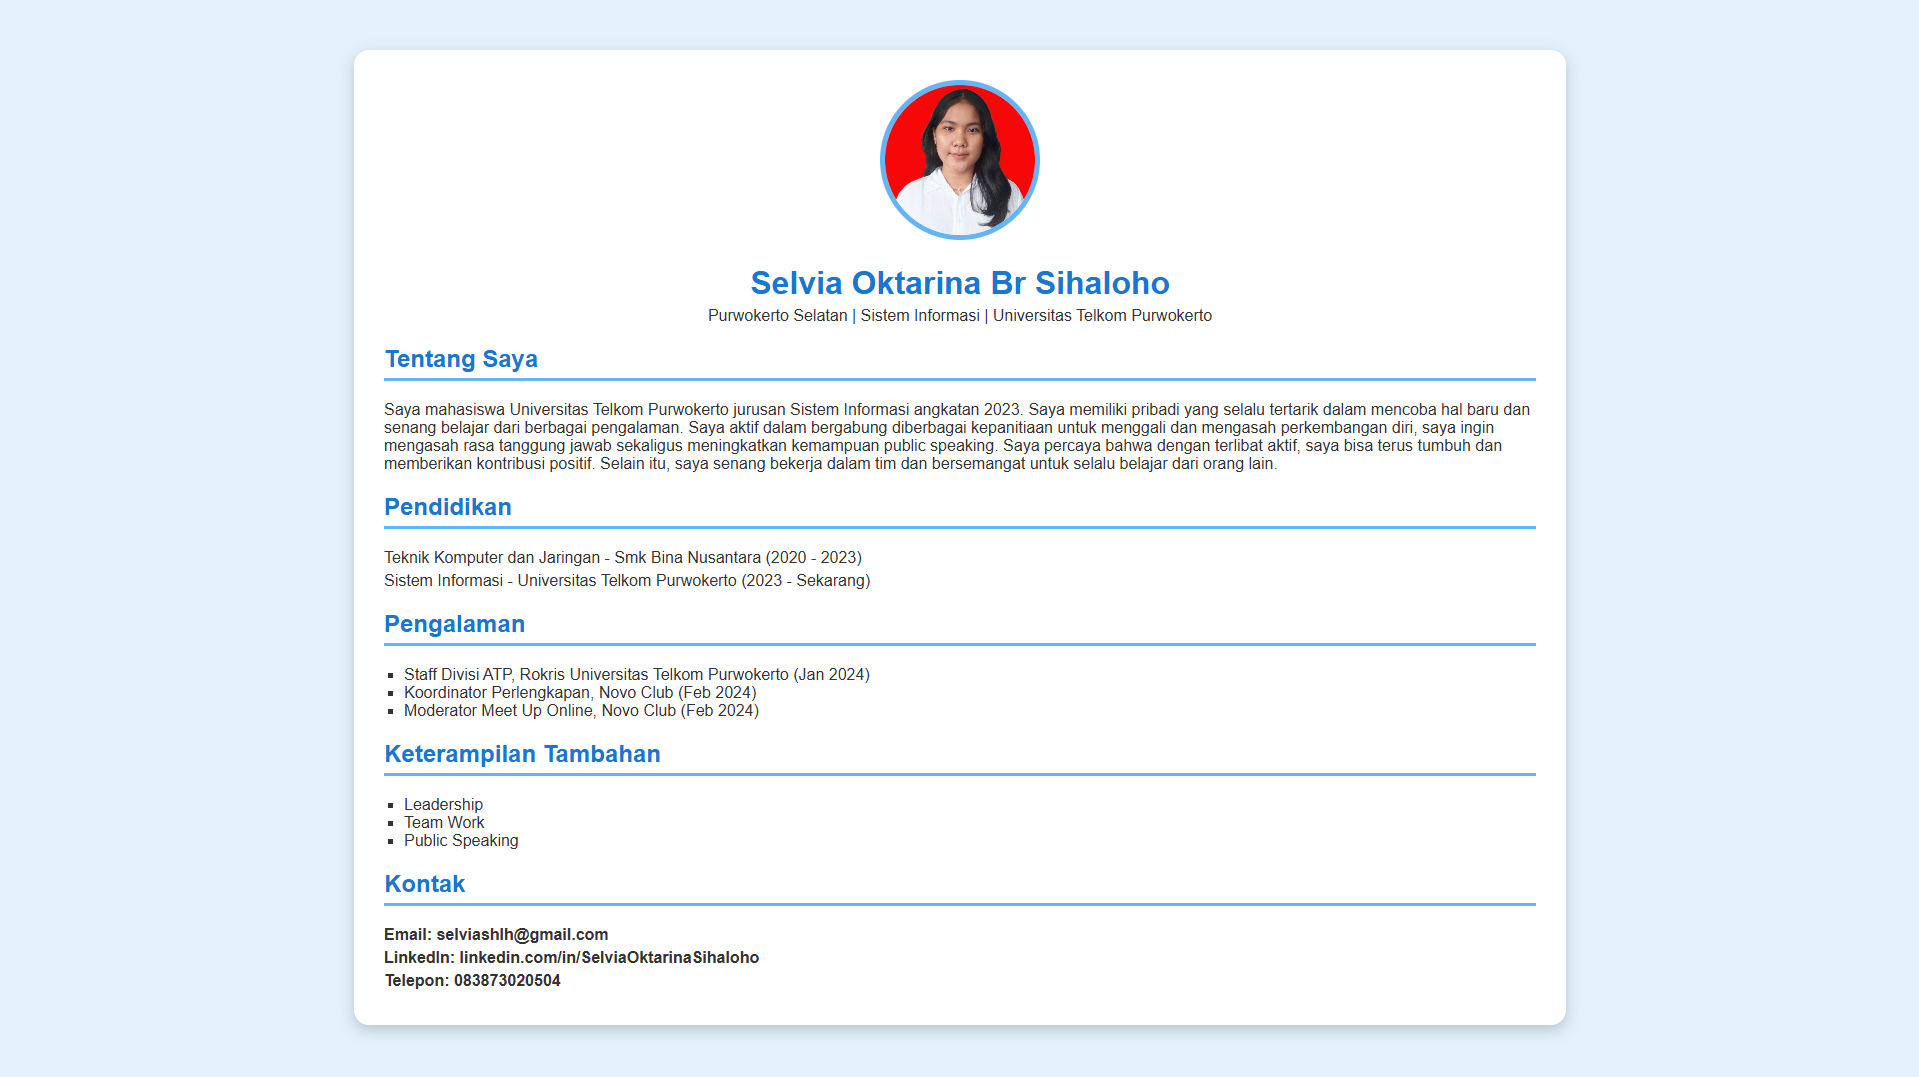 Selvia Oktarina Br Sihaloho
Purwokerto Selatan | Sistem Informasi | Universitas Telkom Purwokerto
Tentang Saya
Saya mahasiswa Universitas Telkom Purwokerto jurusan Sistem Informasi angkatan 2023. Saya memiliki pribadi yang selalu tertarik dalam mencoba hal baru dan
senang belajar dari berbagai pengalaman. Saya aktif dalam bergabung diberbagai kepanitiaan untuk menggali dan mengasah perkembangan diri, saya ingin
mengasah rasa tanggung jawab sekaligus meningkatkan kemampuan public speaking. Saya percaya bahwa dengan terlibat aktif, saya bisa terus tumbuh dan
memberikan kontribusi positif. Selain itu, saya senang bekerja dalam tim dan bersemangat untuk selalu belajar dari orang lain.
Pendidikan
Teknik Komputer dan Jaringan - Smk Bina Nusantara (2020 - 2023)
Sistem Informasi - Universitas Telkom Purwokerto (2023 - Sekarang)
Pengalaman
Staff Divisi ATP, Rokris Universitas Telkom Purwokerto (Jan 2024)
Koordinator Perlengkapan, Novo Club (Feb 2024)
Moderator Meet Up Online, Novo Club (Feb 2024)
Keterampilan Tambahan
Leadership
Team Work
Public Speaking
Kontak
Email: selviashlh@gmail.com
LinkedIn: linkedin.com/in/SelviaOktarinaSihaloho
Telepon: 083873020504